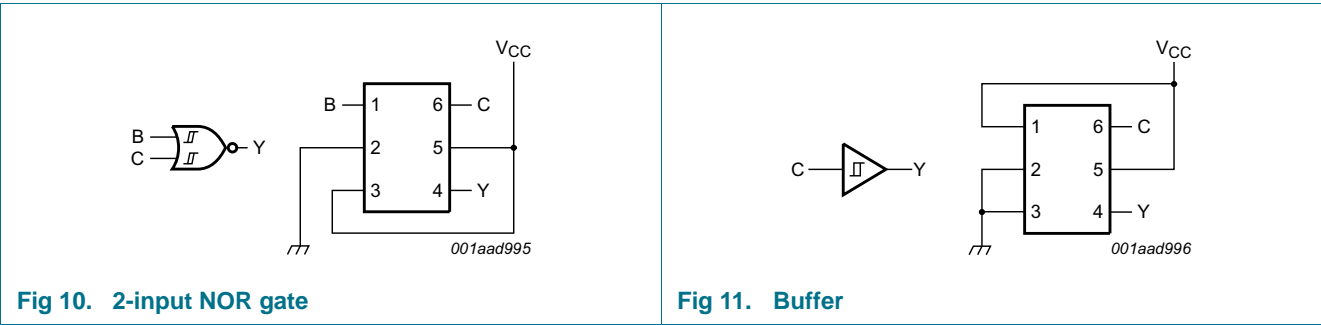 VCC
B
1
6
C
B
C
Y
2
5
3
4
Y
001aad995
Fig 10. 2-input NOR gate
VCC
1
6
C
C
Y
2
5
3
4
Y
001aad996
Fig 11. Buffer